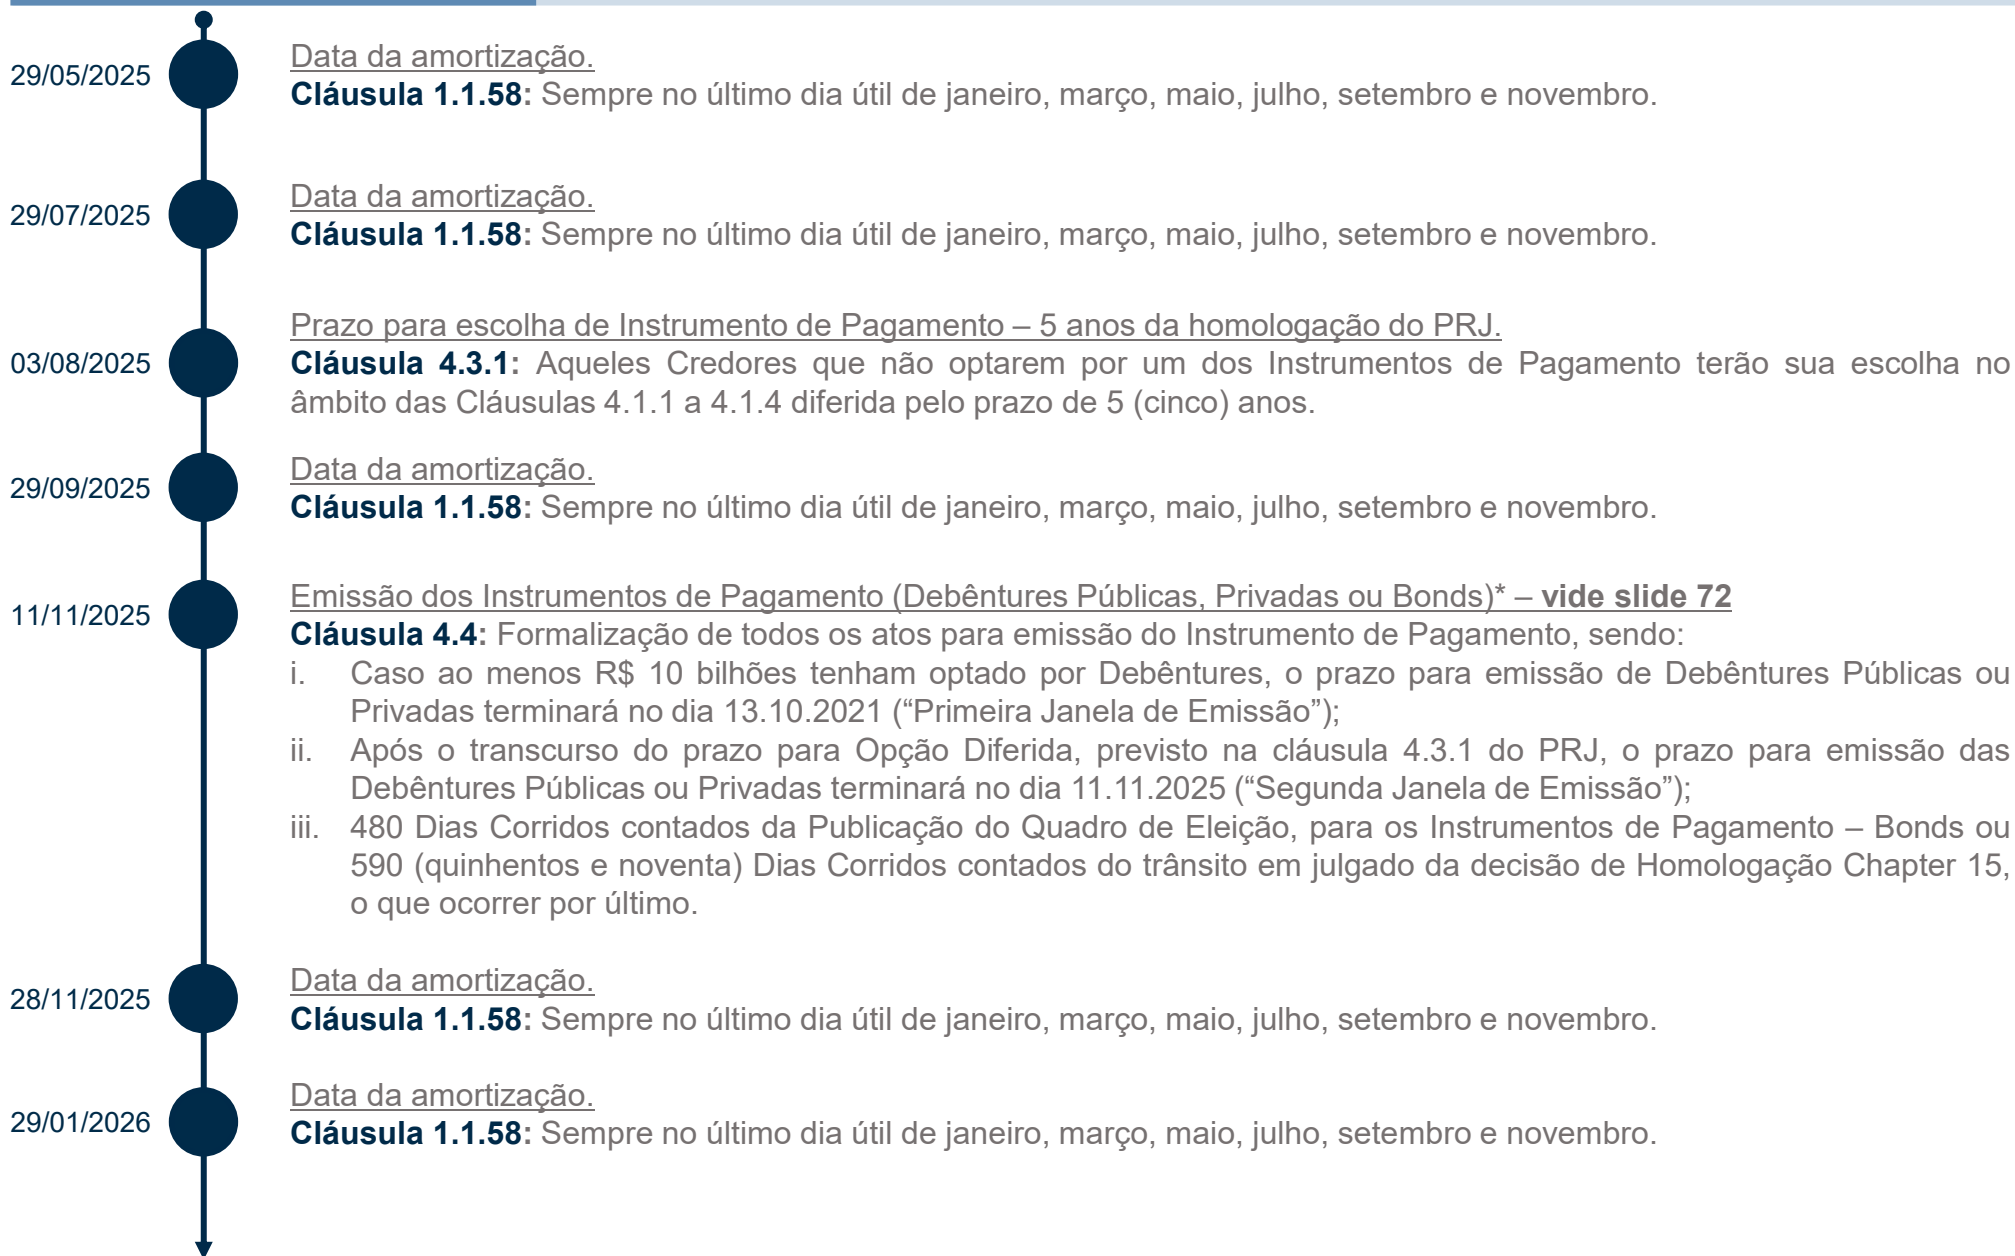 29/05/2025
Data da amortização.
Cláusula 1.1.58: Sempre no último dia útil de janeiro, março, maio, julho, setembro e novembro.
29/07/2025
Data da amortização.
Cláusula 1.1.58: Sempre no último dia útil de janeiro, março, maio, julho, setembro e novembro.
03/08/2025
Prazo para escolha de Instrumento de Pagamento – 5 anos da homologação do PRJ.
Cláusula 4.3.1: Aqueles Credores que não optarem por um dos Instrumentos de Pagamento terão sua escolha no
âmbito das Cláusulas 4.1.1 a 4.1.4 diferida pelo prazo de 5 (cinco) anos.
29/09/2025
Data da amortização.
Cláusula 1.1.58: Sempre no último dia útil de janeiro, março, maio, julho, setembro e novembro.
11/11/2025
Emissão dos Instrumentos de Pagamento (Debêntures Públicas, Privadas ou Bonds)* – vide slide 72
Cláusula 4.4: Formalização de todos os atos para emissão do Instrumento de Pagamento, sendo:
i. Caso ao menos R$ 10 bilhões tenham optado por Debêntures, o prazo para emissão de Debêntures Públicas ou
Privadas terminará no dia 13.10.2021 (“Primeira Janela de Emissão”);
ii. Após o transcurso do prazo para Opção Diferida, previsto na cláusula 4.3.1 do PRJ, o prazo para emissão das
Debêntures Públicas ou Privadas terminará no dia 11.11.2025 (“Segunda Janela de Emissão”);
iii. 480 Dias Corridos contados da Publicação do Quadro de Eleição, para os Instrumentos de Pagamento – Bonds ou
590 (quinhentos e noventa) Dias Corridos contados do trânsito em julgado da decisão de Homologação Chapter 15,
o que ocorrer por último.
28/11/2025
Data da amortização.
Cláusula 1.1.58: Sempre no último dia útil de janeiro, março, maio, julho, setembro e novembro.
29/01/2026
Data da amortização.
Cláusula 1.1.58: Sempre no último dia útil de janeiro, março, maio, julho, setembro e novembro.